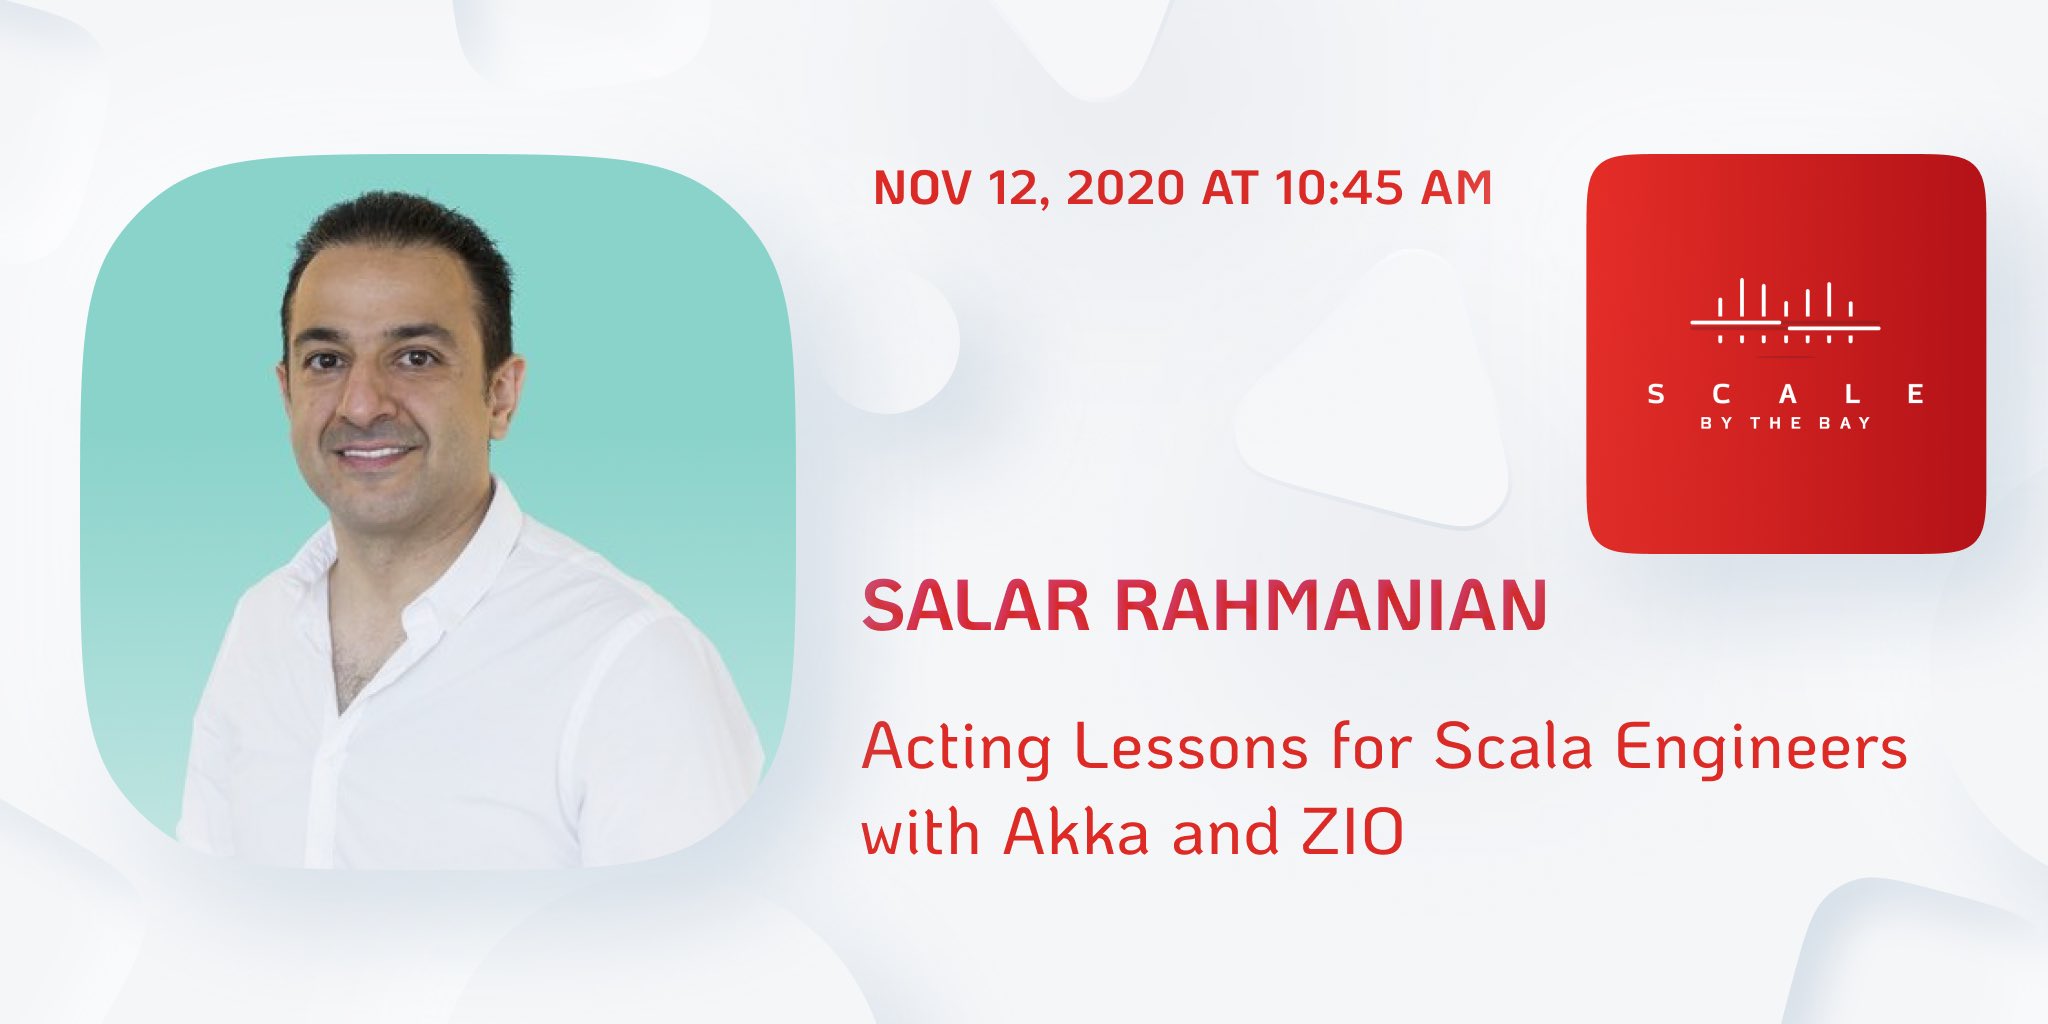 NOV 12, 2020 AT 10:45 AM
S C A L E
BY THE BAY
SALAR RAHMANIAN
Acting Lessons for Scala Engineers
with Akka and ZIO